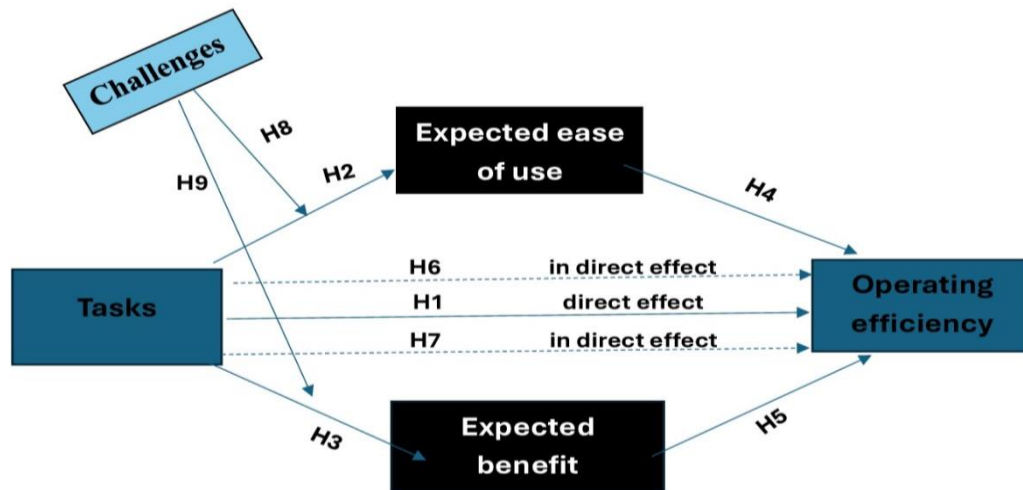 Challenges
H8
H9
H2
Expected ease
of use
H4
Tasks
H6 in direct effect
H1 direct effect
H7 in direct effect
Operating
efficiency
H3
Expected
benefit
H5